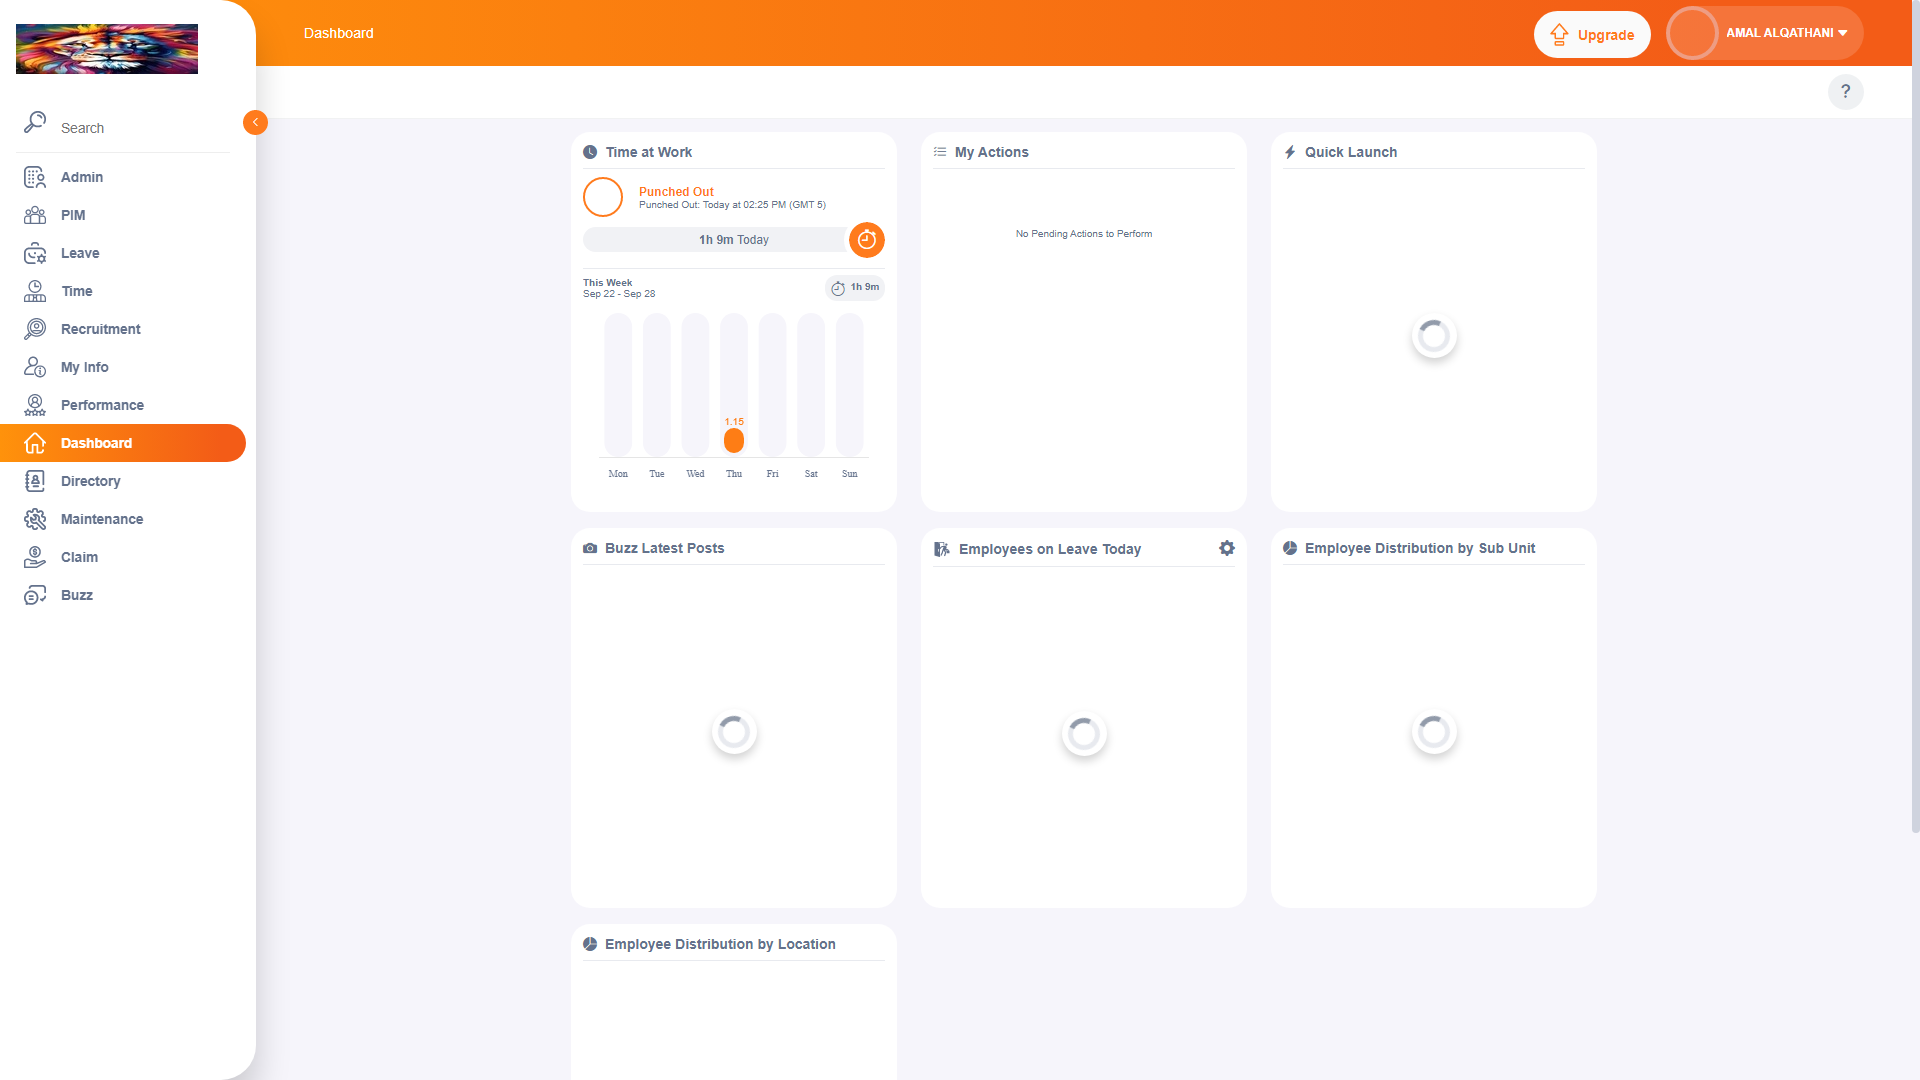 Dashboard
Upgrade
AMAL ALQATHANI
?
Search
Admin
PIM
Leave
Time
Recruitment
My Info
Performance
Dashboard
Directory
Maintenance
Claim
Buzz
Time at Work
Punched Out
Punched Out: Today at 02:25 PM (GMT 5)
1h 9m Today
This Week
Sep 22 - Sep 28
1h 9m
1.15
Mon Tue Wed Thu Fri Sat Sun
My Actions
No Pending Actions to Perform
Quick Launch
Buzz Latest Posts
Employees on Leave Today
Employee Distribution by Sub Unit
Employee Distribution by Location